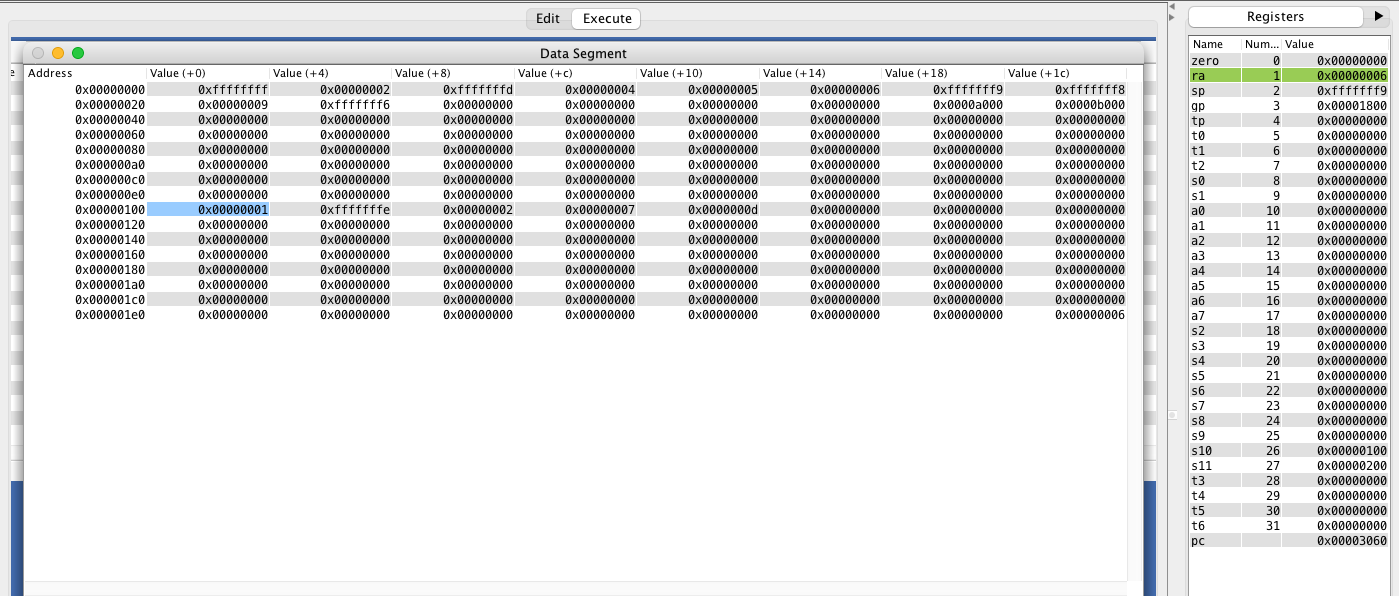 Edit Execute
Registers
Data Segment
Name Num... Value
e Address Value (+0) Value (+4) Value (+8) Value (+c) Value (+10) Value (+14) Value (+18) Value (+1c)
zero 0 0x00000000
0x00000000 0xffffffff 0x00000002 0xfffffffd 0x00000004 0x00000005 0x00000006 0xfffffff9 0xfffffff8
ra 1 0x00000006
0x00000020 0x00000009 0xfffffff6 0x00000000 0x00000000 0x00000000 0x00000000 0x0000a000 0x0000b000
sp 2 0xfffffff9
0x00000040 0x00000000 0x00000000 0x00000000 0x00000000 0x00000000 0x00000000 0x00000000 0x00000000
gp 3 0x00001800
0x00000060 0x00000000 0x00000000 0x00000000 0x00000000 0x00000000 0x00000000 0x00000000 0x00000000
tp 4 0x00000000
0x00000080 0x00000000 0x00000000 0x00000000 0x00000000 0x00000000 0x00000000 0x00000000 0x00000000
t0 5 0x00000000
0x000000a0 0x00000000 0x00000000 0x00000000 0x00000000 0x00000000 0x00000000 0x00000000 0x00000000
t1 6 0x00000000
0x000000c0 0x00000000 0x00000000 0x00000000 0x00000000 0x00000000 0x00000000 0x00000000 0x00000000
t2 7 0x00000000
0x000000e0 0x00000000 0x00000000 0x00000000 0x00000000 0x00000000 0x00000000 0x00000000 0x00000000
s0 8 0x00000000
0x00000100 0x00000001 0xfffffffe 0x00000002 0x00000007 0x0000000d 0x00000000 0x00000000 0x00000000
s1 9 0x00000000
0x00000120 0x00000000 0x00000000 0x00000000 0x00000000 0x00000000 0x00000000 0x00000000 0x00000000
a0 10 0x00000000
0x00000140 0x00000000 0x00000000 0x00000000 0x00000000 0x00000000 0x00000000 0x00000000 0x00000000
a1 11 0x00000000
0x00000160 0x00000000 0x00000000 0x00000000 0x00000000 0x00000000 0x00000000 0x00000000 0x00000000
a2 12 0x00000000
0x00000180 0x00000000 0x00000000 0x00000000 0x00000000 0x00000000 0x00000000 0x00000000 0x00000000
a3 13 0x00000000
0x000001a0 0x00000000 0x00000000 0x00000000 0x00000000 0x00000000 0x00000000 0x00000000 0x00000000
a4 14 0x00000000
0x000001c0 0x00000000 0x00000000 0x00000000 0x00000000 0x00000000 0x00000000 0x00000000 0x00000000
a5 15 0x00000000
0x000001e0 0x00000000 0x00000000 0x00000000 0x00000000 0x00000000 0x00000000 0x00000000 0x00000006
a6 16 0x00000000
a7 17 0x00000000
s2 18 0x00000000
s3 19 0x00000000
s4 20 0x00000000
s5 21 0x00000000
s6 22 0x00000000
s7 23 0x00000000
s8 24 0x00000000
s9 25 0x00000000
s10 26 0x00000100
s11 27 0x00000200
t3 28 0x00000000
t4 29 0x00000000
t5 30 0x00000000
t6 31 0x00000000
pc 0x00003060